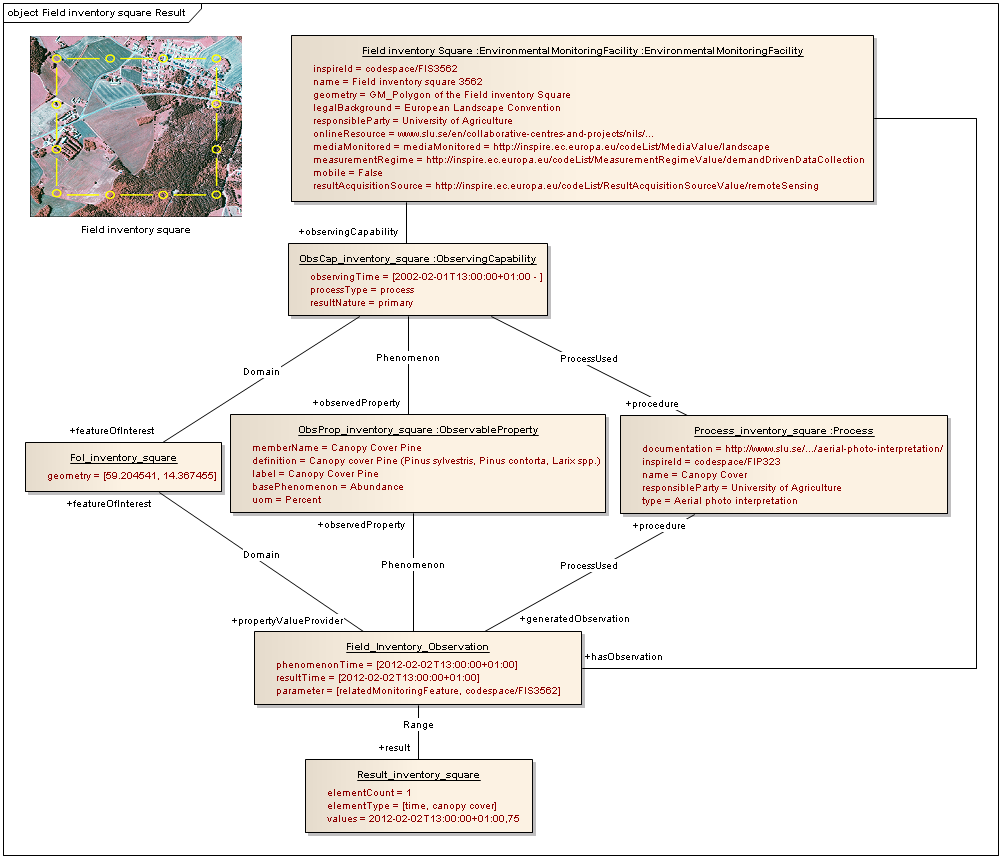 object Field inventory square Result
Field inventory square
Field inventory Square :EnvironmentalMonitoringFacility :EnvironmentalMonitoringFacility
inspireId = codespace/FIS3562
name = Field inventory square 3562
geometry = GM_Polygon of the Field inventory Square
legalBackground = European Landscape Convention
responsibleParty = University of Agriculture
onlineResource = www.slu.se/en/collaborative-centres-and-projects/nils/...
mediaMonitored = mediaMonitored = http://inspire.ec.europa.eu/codeList/MediaValue/landscape
measurementRegime = http://inspire.ec.europa.eu/codeList/MeasurementRegimeValue/demandDrivenDataCollection
mobile = False
resultAcquisitionSource = http://inspire.ec.europa.eu/codeList/ResultAcquisitionSourceValue/remoteSensing
+observingCapability
ObsCap_inventory_square :ObservingCapability
observingTime = [2002-02-01T13:00:00+01:00 - ]
processType = process
resultNature = primary
Domain
Phenomenon
ProcessUsed
+featureOfInterest
+observedProperty
+procedure
FoI_inventory_square
geometry = [59.204541, 14.367455]
ObsProp_inventory_square :ObservableProperty
memberName = Canopy Cover Pine
definition = Canopy cover Pine (Pinus sylvestris, Pinus contorta, Larix spp.)
label = Canopy Cover Pine
basePhenomenon = Abundance
uom = Percent
Process_inventory_square :Process
documentation = http://www.slu.se/.../aerial-photo-interpretation/
inspireId = codespace/FIP323
name = Canopy Cover
responsibleParty = University of Agriculture
type = Aerial photo interpretation
+featureOfInterest
+observedProperty
+procedure
Domain
Phenomenon
ProcessUsed
+propertyValueProvider
+generatedObservation
+hasObservation
Field_Inventory_Observation
phenomenonTime = [2012-02-02T13:00:00+01:00]
resultTime = [2012-02-02T13:00:00+01:00]
parameter = [relatedMonitoringFeature, codespace/FIS3562]
Range
+result
Result_inventory_square
elementCount = 1
elementType = [time, canopy cover]
values = 2012-02-02T13:00:00+01:00,75